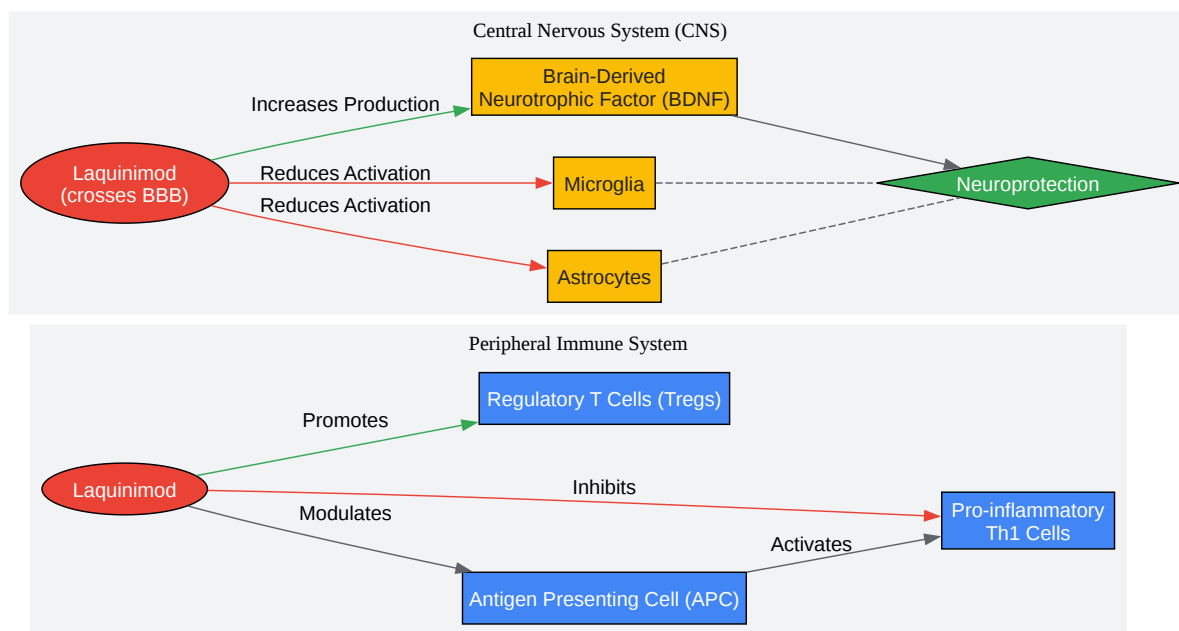 Central Nervous System (CNS)
Brain-Derived
Neurotrophic Factor (BDNF)
Increases Production
Laquinimod
(crosses BBB)
Reduces Activation
Microglia
Neuroprotection
Reduces Activation
Astrocytes
Peripheral Immune System
Regulatory T Cells (Tregs)
Promotes
Laquinimod
Inhibits
Modulates
Pro-inflammatory
Th1 Cells
Activates
Antigen Presenting Cell (APC)